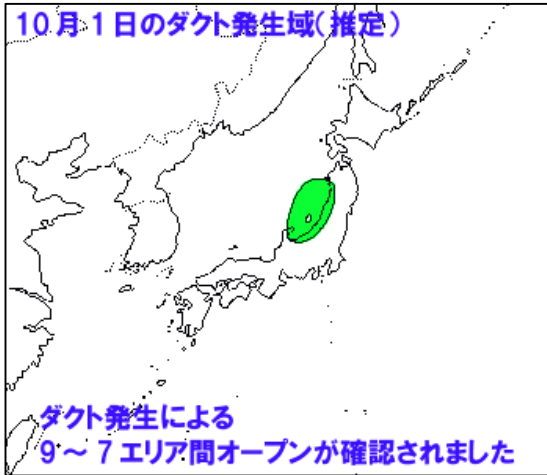 10月1日のダクト発生域(推定)
ダクト発生による
9～7エリア間オープンが確認されました